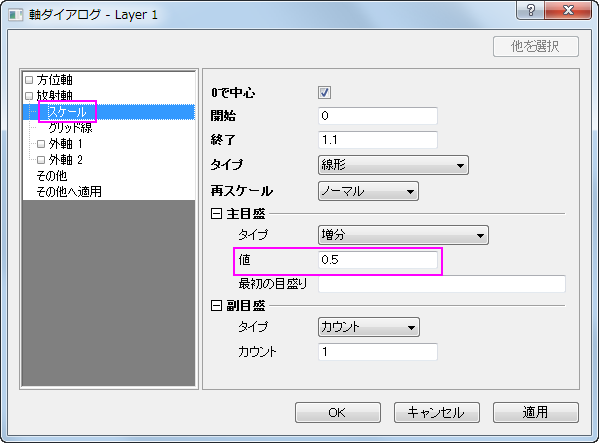 軸ダイアログ - Layer 1
他を選択
方位軸
放射軸
スケール
グリッド線
外軸 1
外軸 2
その他
その他へ適用
0で中心
開始 0
終了 1.1
タイプ 線形
再スケール ノーマル
主目盛
タイプ 増分
値 0.5
最初の目盛り
副目盛
タイプ カウント
カウント 1
OK キャンセル 適用